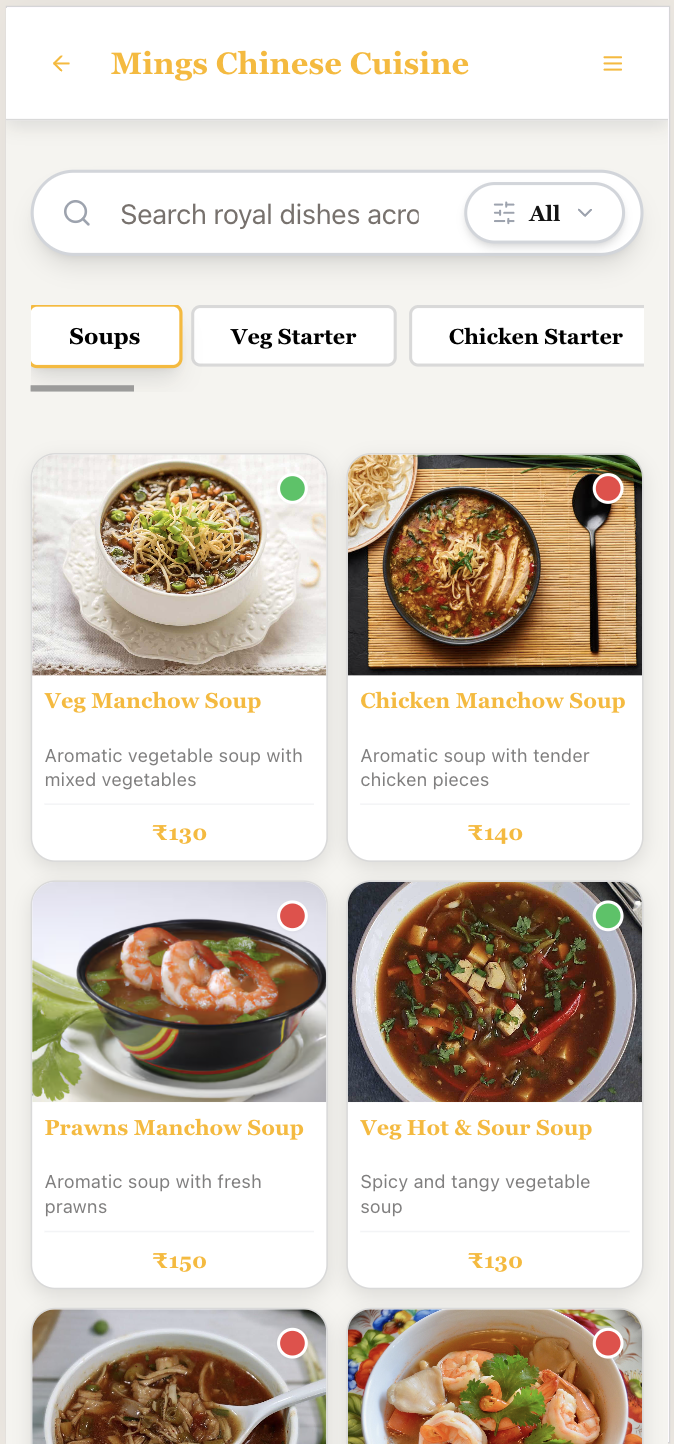 Mings Chinese Cuisine
Search royal dishes acro
All
Soups
Veg Starter
Chicken Starter
Veg Manchow Soup
Aromatic vegetable soup with
mixed vegetables
₹130
Chicken Manchow Soup
Aromatic soup with tender
chicken pieces
₹140
Prawns Manchow Soup
Aromatic soup with fresh
prawns
₹150
Veg Hot & Sour Soup
Spicy and tangy vegetable
soup
₹130